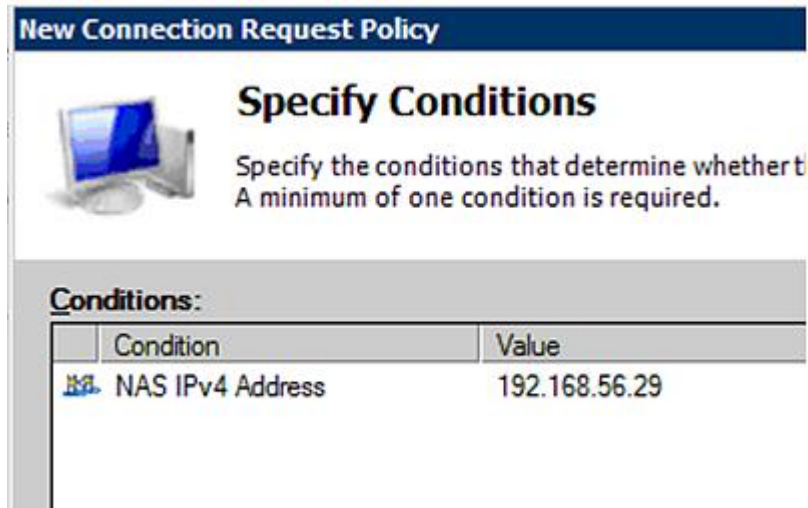 New Connection Request Policy
Specify Conditions
Specify the conditions that determine whether
A minimum of one condition is required.
Conditions:
Condition Value
NAS IPv4 Address 192.168.56.29